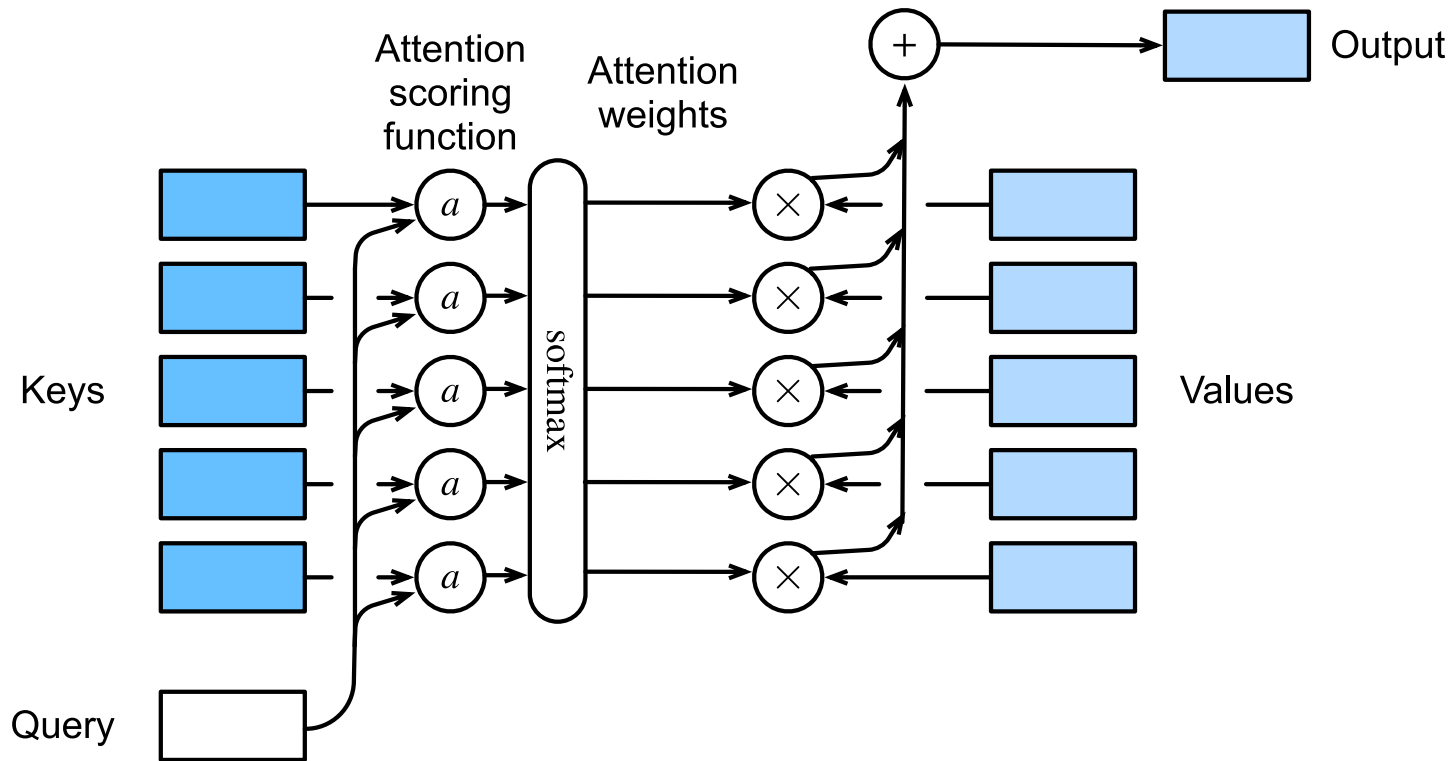 Attention
scoring
function
Attention
weights
+
Output
a
×
a
×
softmax
Keys
a
×
Values
a
×
a
×
Query